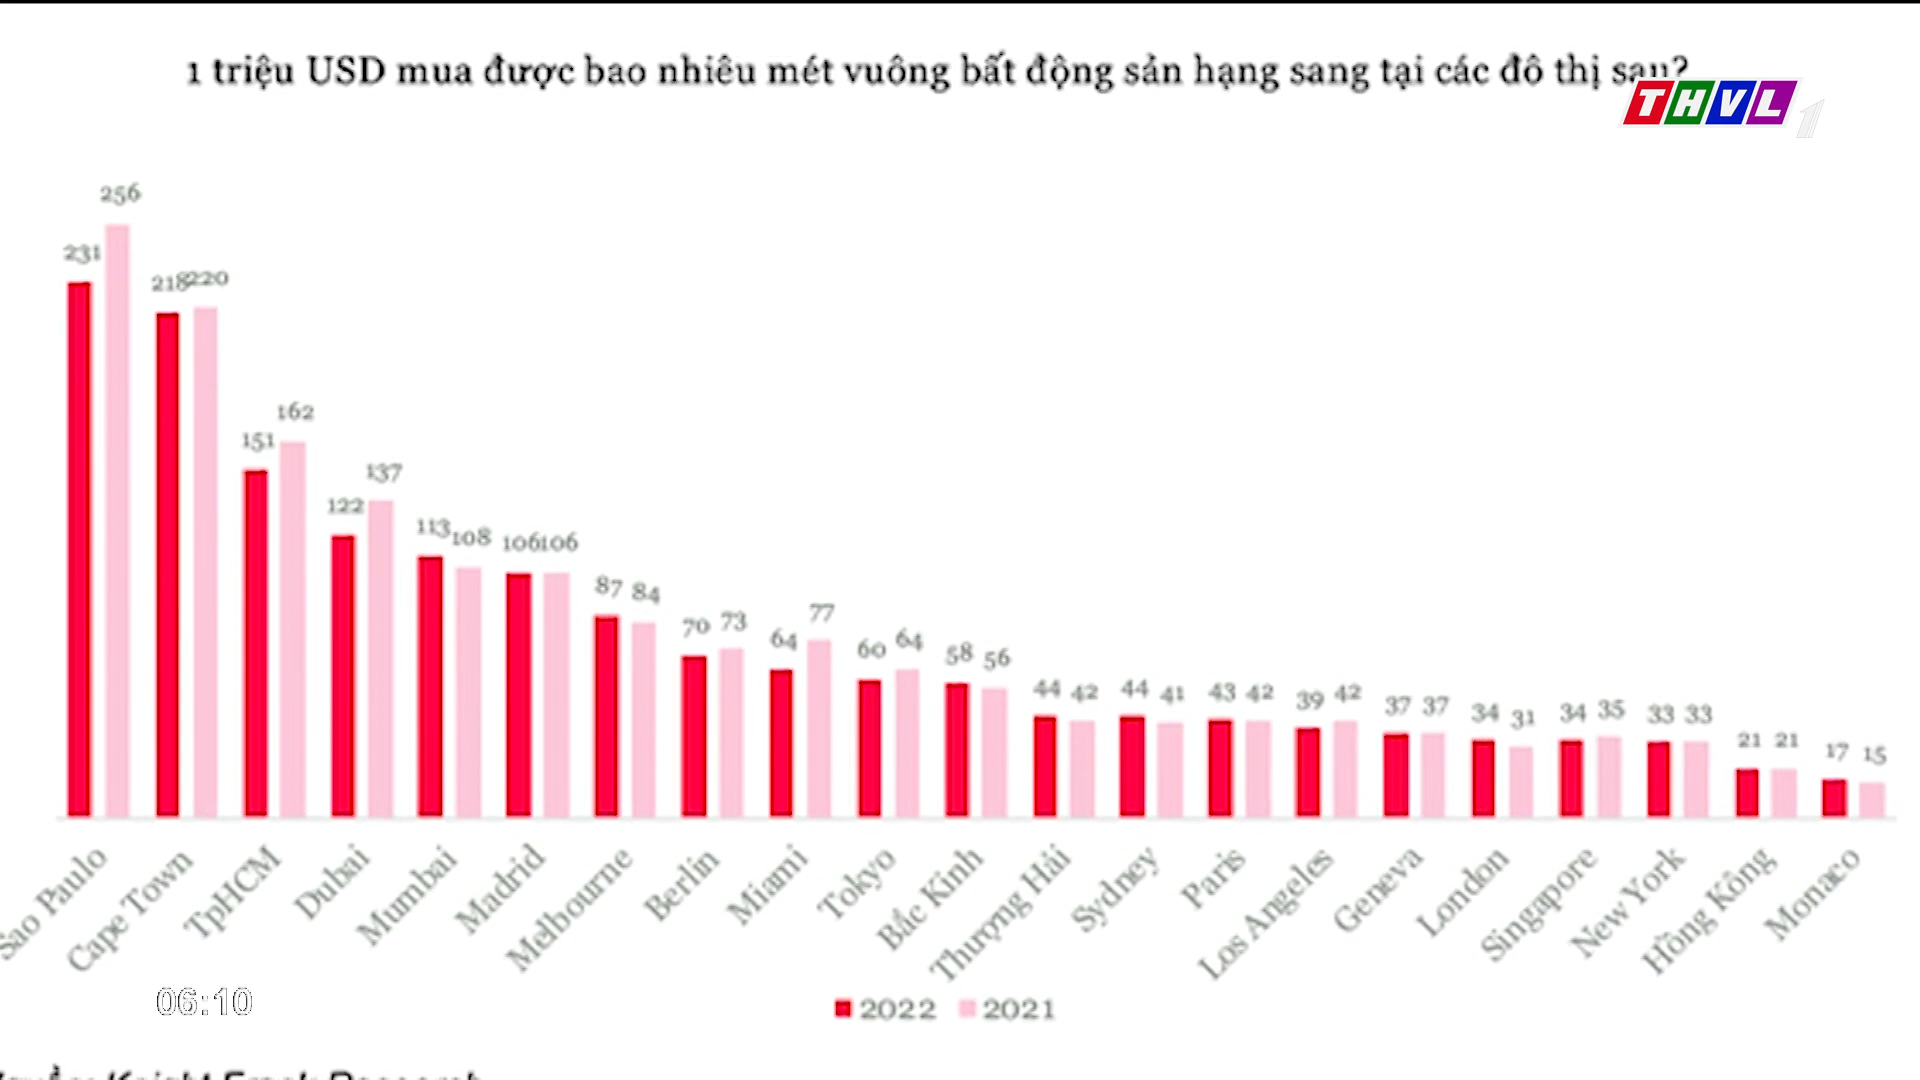 1 triệu USD mua được bao nhiêu mét vuông bất động sản hạng sang tại các đô thị sau?
THVL 1
231 256
218 220
151 162
122 137
113 108
106 106
87 84
70 73
64 77
60 64
58 56
44 42
44 41
43 42
39 42
37 37
34 31
34 35
33 33
21 21
17 15
Sao Paulo
Cape Town
TpHCM
Dubai
Mumbai
Madrid
Melbourne
Berlin
Miami
Tokyo
Bắc Kinh
Thượng Hải
Sydney
Paris
Los Angeles
Geneva
London
Singapore
New York
Hồng Kông
Monaco
06:10
2022 2021